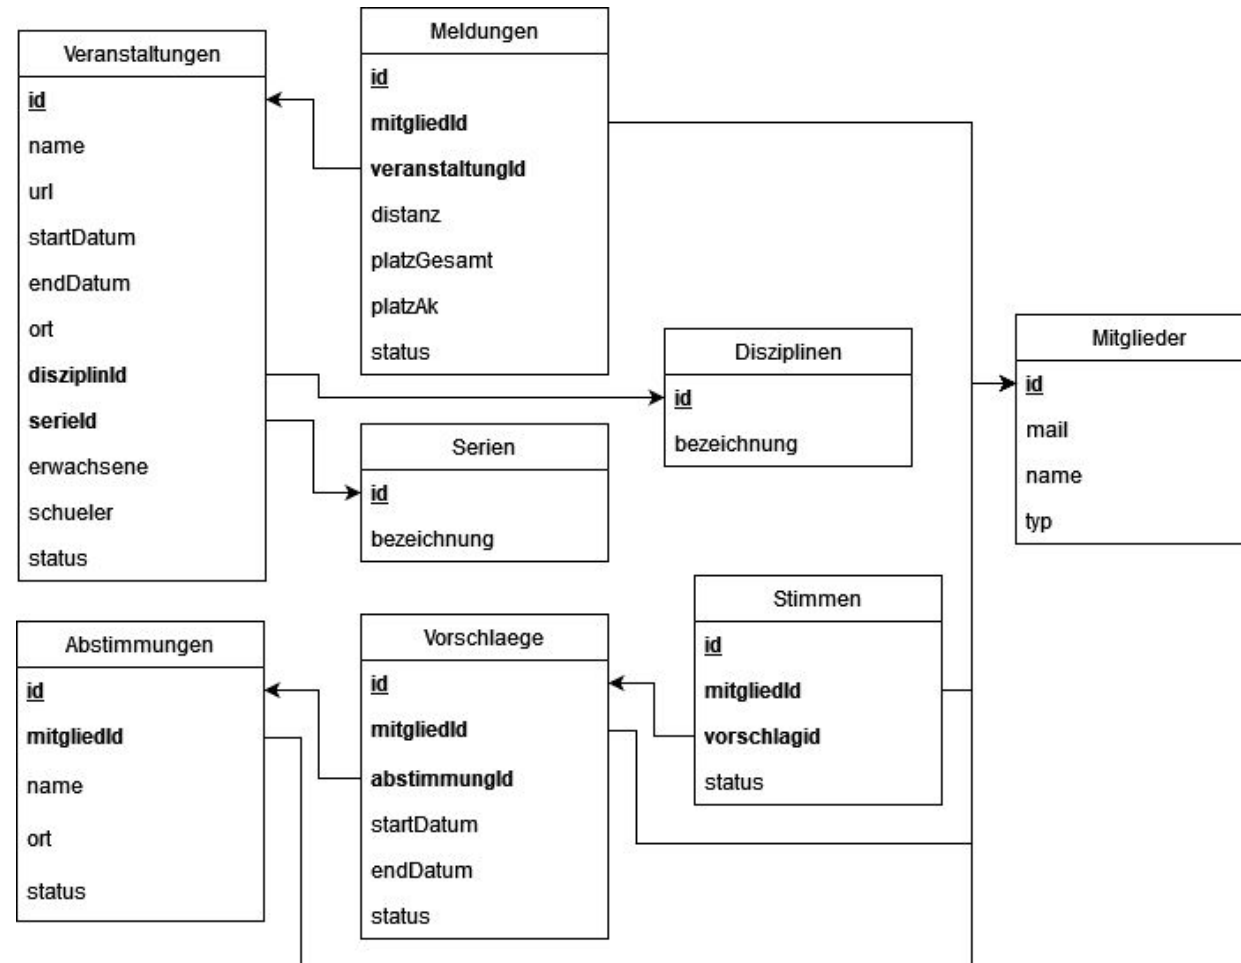 Veranstaltungen
id
name
url
startDatum
endDatum
ort
disziplinId
serieId
erwachsene
schueler
status
Meldungen
id
mitgliedId
veranstaltungId
distanz
platzGesamt
platzAk
status
Disziplinen
id
bezeichnung
Serien
id
bezeichnung
Mitglieder
id
mail
name
typ
Abstimmungen
id
mitgliedId
name
ort
status
Vorschlaege
id
mitgliedId
abstimmungId
startDatum
endDatum
status
Stimmen
id
mitgliedId
vorschlagid
status